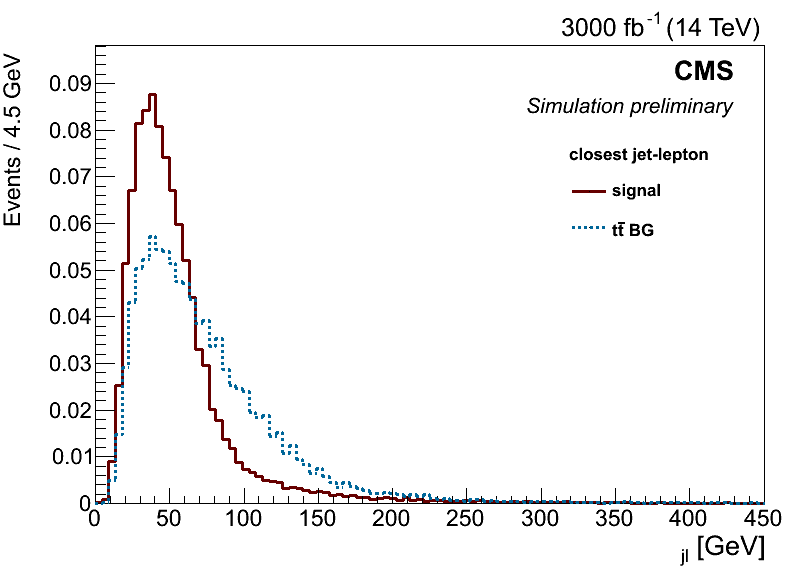 3000 fb⁻¹ (14 TeV)
CMS
Simulation preliminary
closest jet-lepton
signal
tt̄ BG
Events / 4.5 GeV
0.09
0.08
0.07
0.06
0.05
0.04
0.03
0.02
0.01
0
0 50 100 150 200 250 300 350 400 450
jl [GeV]